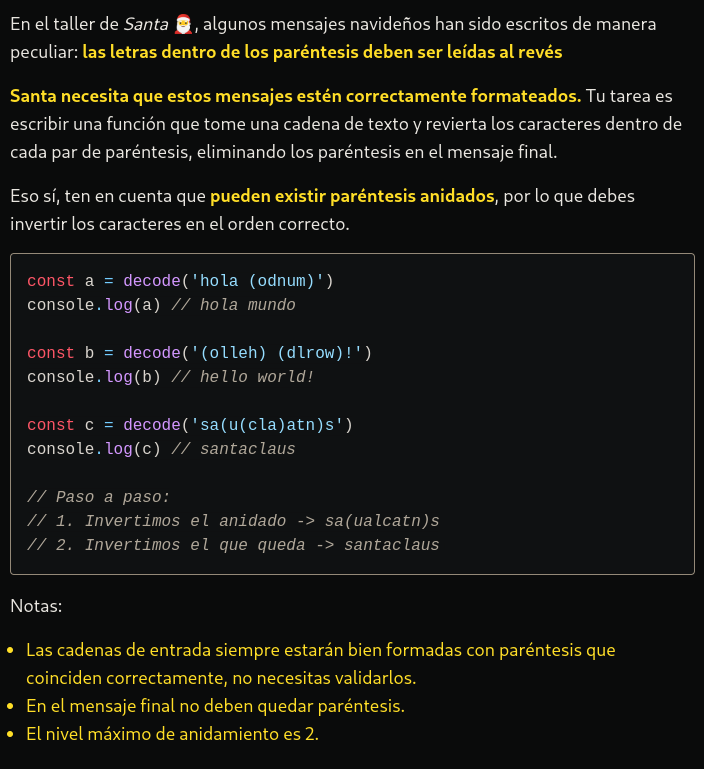 En el taller de Santa 🎅, algunos mensajes navideños han sido escritos de manera
peculiar: las letras dentro de los paréntesis deben ser leídas al revés
Santa necesita que estos mensajes estén correctamente formateados. Tu tarea es
escribir una función que tome una cadena de texto y revierta los caracteres dentro de
cada par de paréntesis, eliminando los paréntesis en el mensaje final.
Eso sí, ten en cuenta que pueden existir paréntesis anidados, por lo que debes
invertir los caracteres en el orden correcto.
const a = decode('hola (odnum)')
console.log(a) // hola mundo
const b = decode('(olleh) (dlrow)!')
console.log(b) // hello world!
const c = decode('sa(u(cla)atn)s')
console.log(c) // santaclaus
// Paso a paso:
// 1. Invertimos el anidado -> sa(ualcatn)s
// 2. Invertimos el que queda -> santaclaus
Notas:
• Las cadenas de entrada siempre estarán bien formadas con paréntesis que
coinciden correctamente, no necesitas validarlos.
• En el mensaje final no deben quedar paréntesis.
• El nivel máximo de anidamiento es 2.